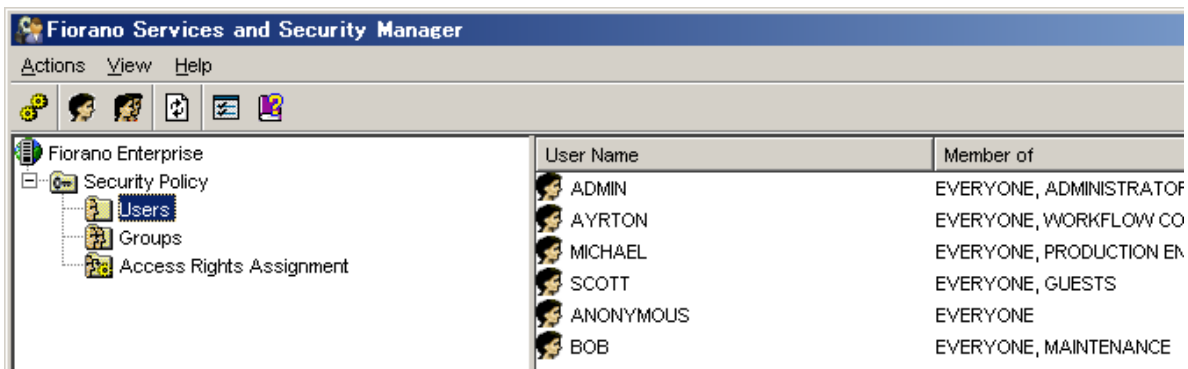 Fiorano Services and Security Manager
Actions View Help
Fiorano Enterprise
Security Policy
Users
Groups
Access Rights Assignment
User Name Member of
ADMIN EVERYONE, ADMINISTRATOR
AYRTON EVERYONE, WORKFLOW CO
MICHAEL EVERYONE, PRODUCTION EN
SCOTT EVERYONE, GUESTS
ANONYMOUS EVERYONE
BOB EVERYONE, MAINTENANCE